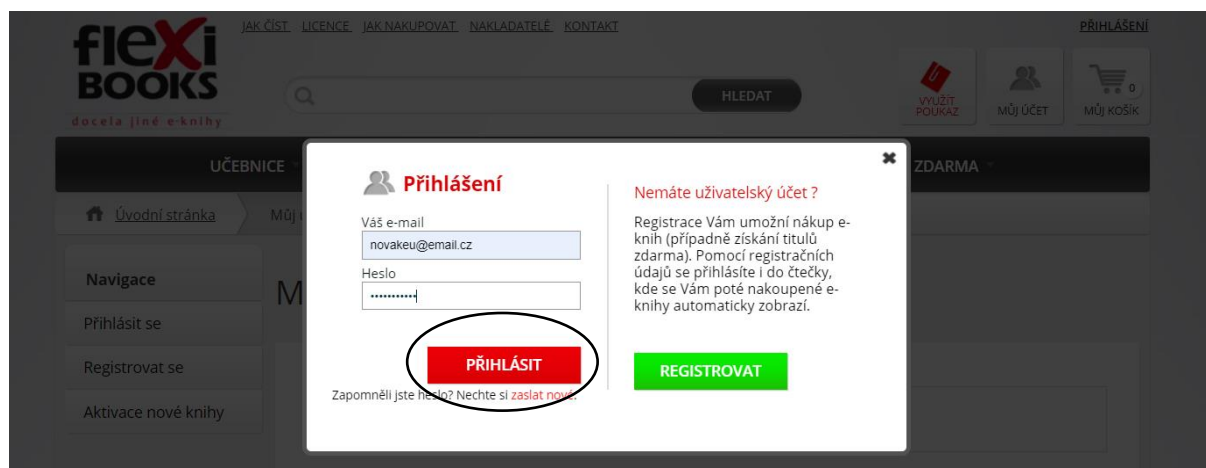 JAK ČÍST LICENCE JAK NAKUPOVAT NAKLADATELÉ KONTAKT PŘIHLÁŠENÍ
flexi
BOOKS
docela jiné e-knihy
HLEDAT
VYUŽÍT
POUKAZ
MŮJ ÚČET
0
MŮJ KOŠÍK
UČEBNICE ZDARMA
Úvodní stránka Můj
Navigace
Přihlásit se
Registrovat se
Aktivace nové knihy
M
Přihlášení
Váš e-mail
novakeu@email.cz
Heslo
•••••••••••
PŘIHLÁSIT
Zapomněli jste heslo? Nechte si zaslat nové.
Nemáte uživatelský účet ?
Registrace Vám umožní nákup e-
knih (případně získání titulů
zdarma). Pomocí registračních
údajů se přihlásíte i do čtečky,
kde se Vám poté nakoupené e-
knihy automaticky zobrazí.
REGISTROVAT